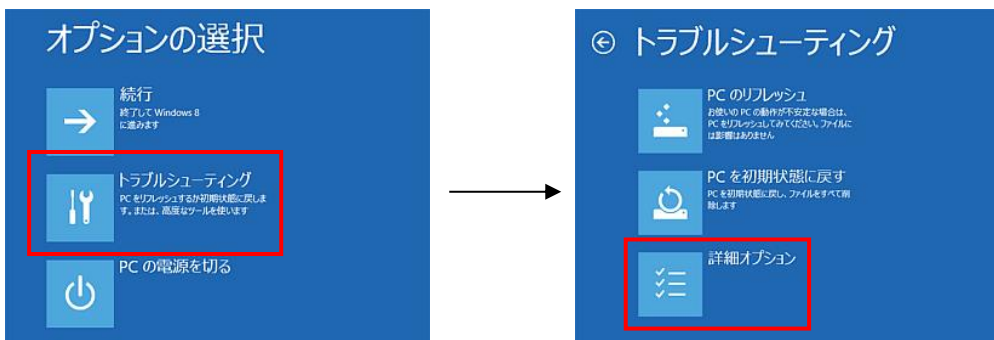 オプションの選択
続行
終了して Windows 8
に進みます
トラブルシューティング
PC をリフレッシュするか初期状態に戻しま
す。または、高度なツールを使います
PC の電源を切る
トラブルシューティング
PC のリフレッシュ
お使いの PC の動作が不安定な場合は、
PC をリフレッシュしてみてください。ファイルに
は影響はありません
PC を初期状態に戻す
PC を初期状態に戻し、ファイルをすべて削
除します
詳細オプション